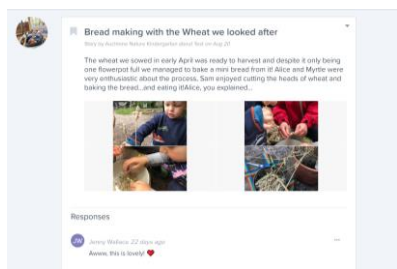 Bread making with the Wheat we looked after
Story by Auchlone Nature Kindergarten about Test on Aug 20
The wheat we sowed in early April was ready to harvest and despite it only being
one flowerpot full we managed to bake a mini bread from it! Alice and Myrtle were
very enthusiastic about the process, Sam enjoyed cutting the heads of wheat and
baking the bread...and eating it!Alice, you explained...
Responses
JW
Jenny Wallace, 22 days ago
Awww, this is lovely! ❤